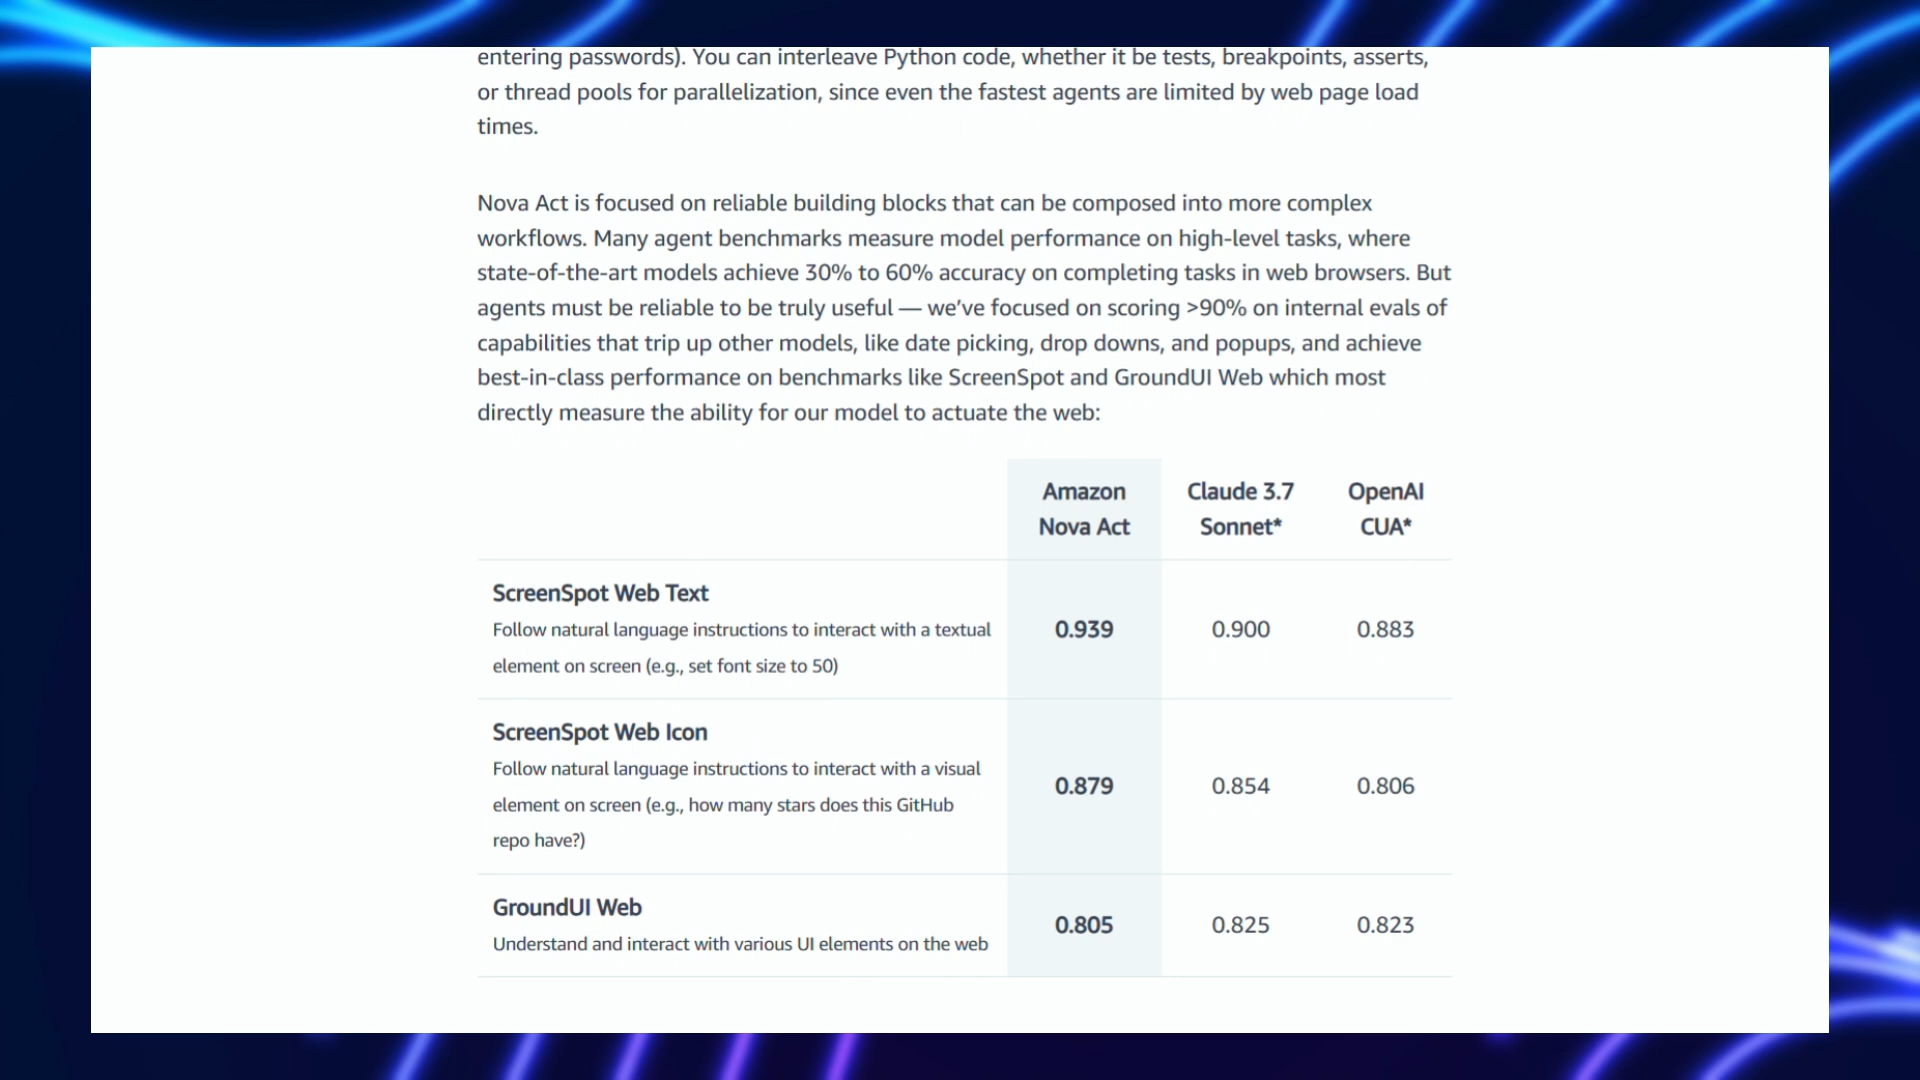 entering passwords). You can interleave Python code, whether it be tests, breakpoints, asserts,
or thread pools for parallelization, since even the fastest agents are limited by web page load
times.
Nova Act is focused on reliable building blocks that can be composed into more complex
workflows. Many agent benchmarks measure model performance on high-level tasks, where
state-of-the-art models achieve 30% to 60% accuracy on completing tasks in web browsers. But
agents must be reliable to be truly useful — we’ve focused on scoring >90% on internal evals of
capabilities that trip up other models, like date picking, drop downs, and popups, and achieve
best-in-class performance on benchmarks like ScreenSpot and GroundUI Web which most
directly measure the ability for our model to actuate the web:
Amazon Claude 3.7 OpenAI
Nova Act Sonnet* CUA*
ScreenSpot Web Text
Follow natural language instructions to interact with a textual 0.939 0.900 0.883
element on screen (e.g., set font size to 50)
ScreenSpot Web Icon
Follow natural language instructions to interact with a visual 0.879 0.854 0.806
element on screen (e.g., how many stars does this GitHub
repo have?)
GroundUI Web 0.805 0.825 0.823
Understand and interact with various UI elements on the web